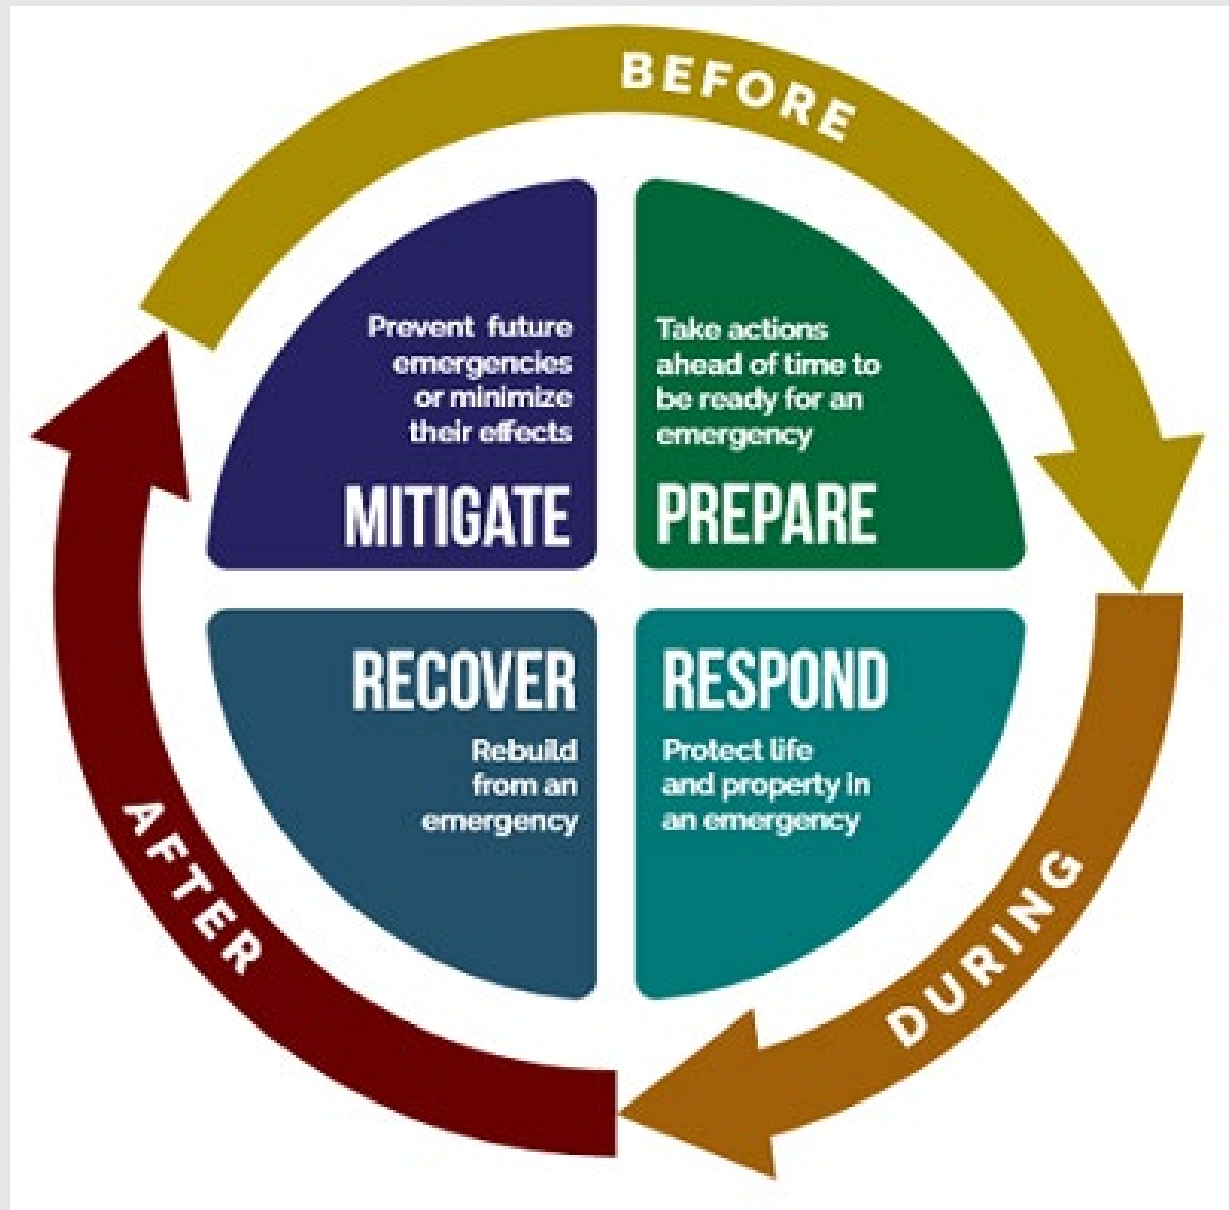 BEFORE
Prevent future
emergencies
or minimize
their effects
MITIGATE
Take actions
ahead of time to
be ready for an
emergency
PREPARE
RECOVER
Rebuild
from an
emergency
RESPOND
Protect life
and property in
an emergency
AFTER
DURING